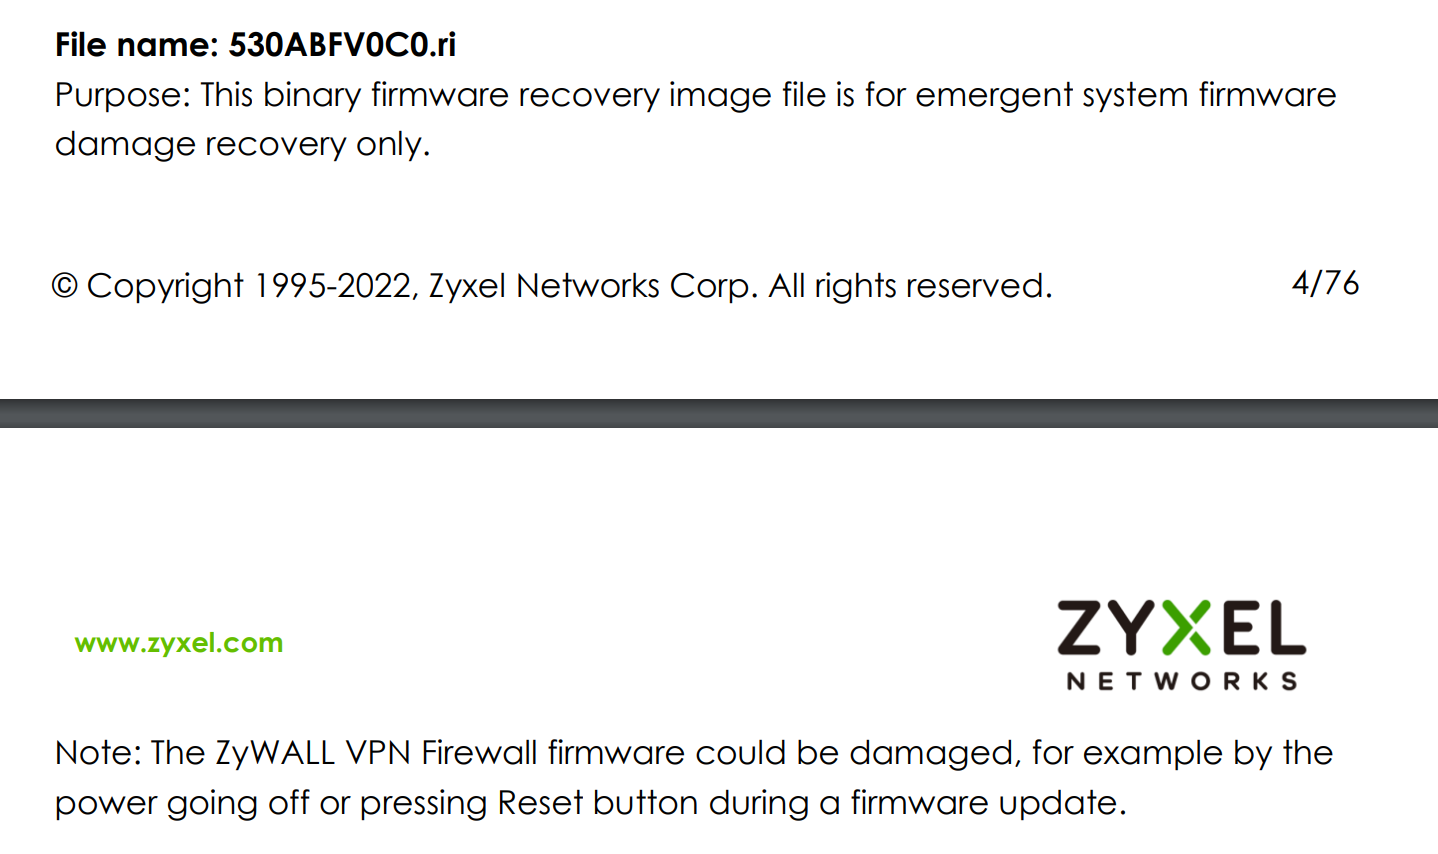 File name: 530ABFV0C0.ri
Purpose: This binary firmware recovery image file is for emergent system firmware
damage recovery only.
© Copyright 1995-2022, Zyxel Networks Corp. All rights reserved.
4/76
www.zyxel.com
ZYXEL
NETWORKS
Note: The ZyWALL VPN Firewall firmware could be damaged, for example by the
power going off or pressing Reset button during a firmware update.